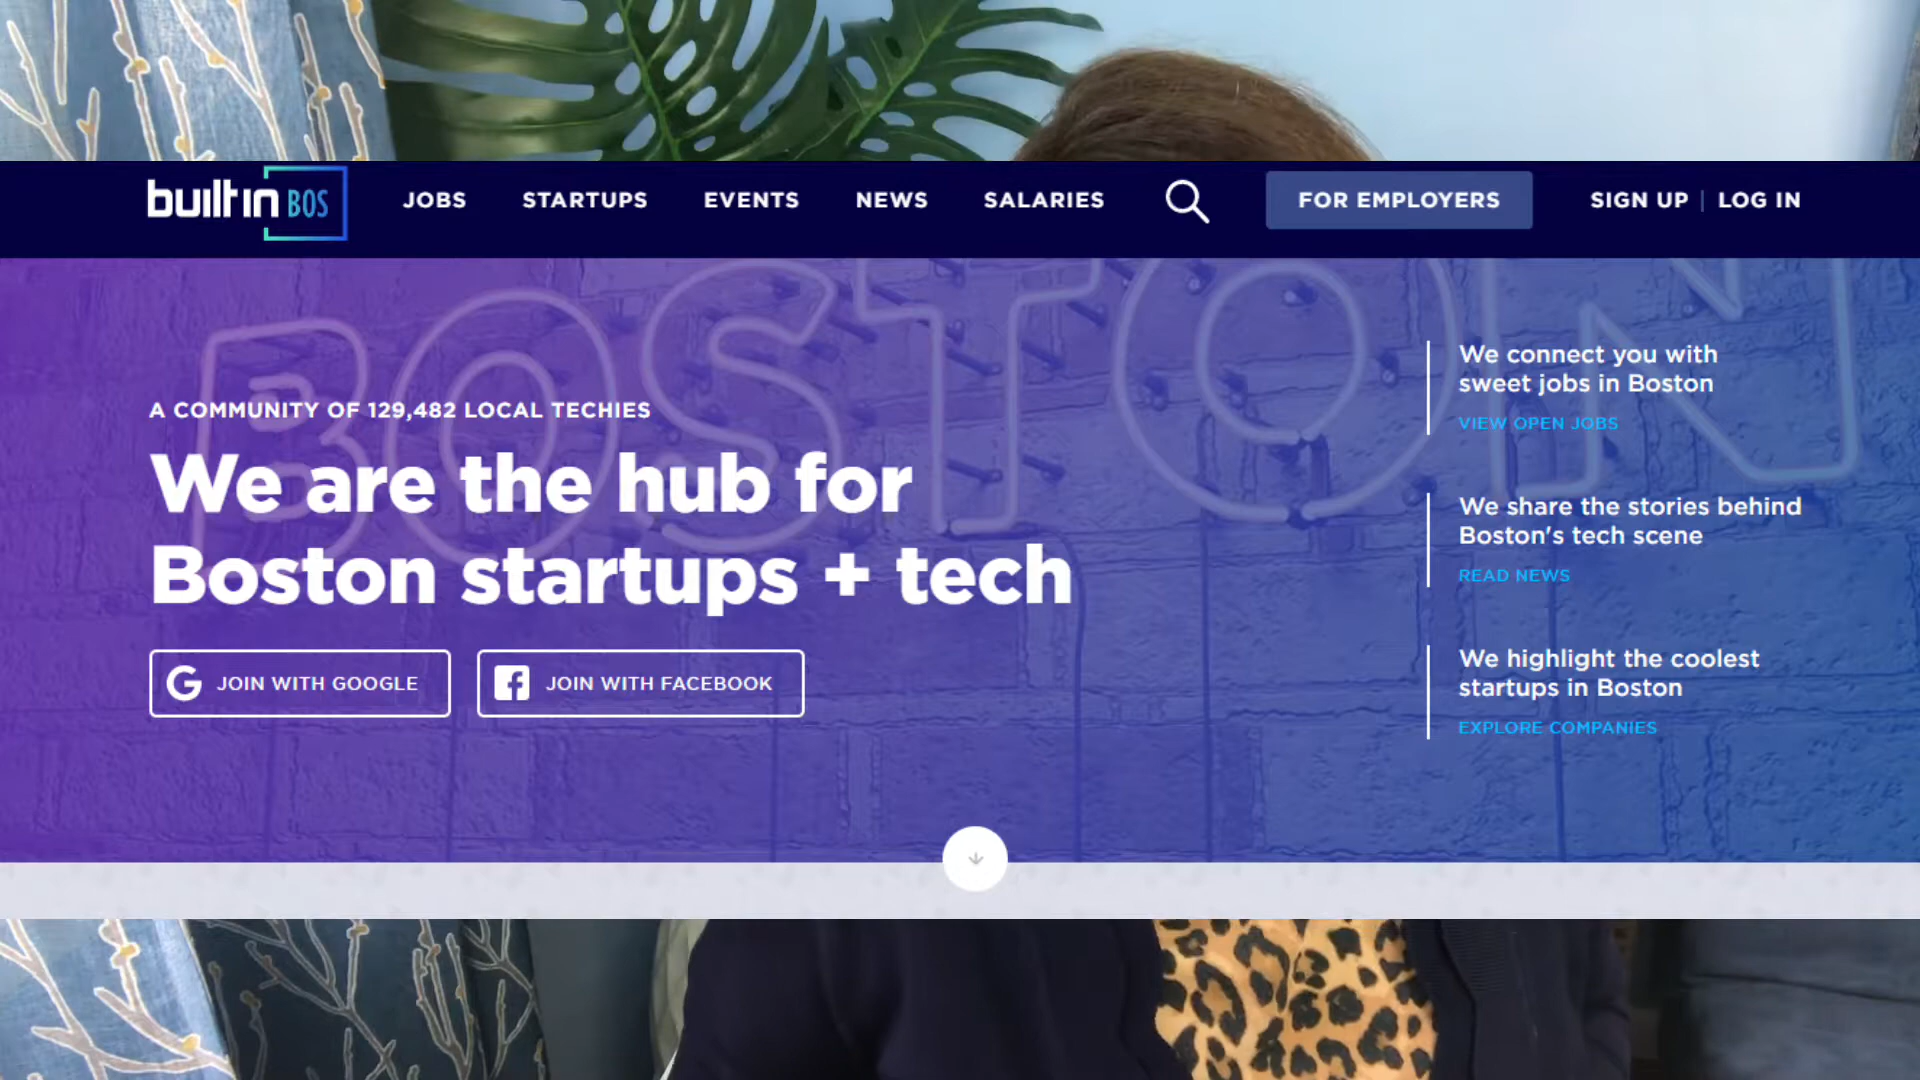 built in BOS
JOBS
STARTUPS
EVENTS
NEWS
SALARIES
FOR EMPLOYERS
SIGN UP | LOG IN
BOSTON
A COMMUNITY OF 129,482 LOCAL TECHIES
We are the hub for
Boston startups + tech
JOIN WITH GOOGLE
JOIN WITH FACEBOOK
We connect you with
sweet jobs in Boston
VIEW OPEN JOBS
We share the stories behind
Boston's tech scene
READ NEWS
We highlight the coolest
startups in Boston
EXPLORE COMPANIES